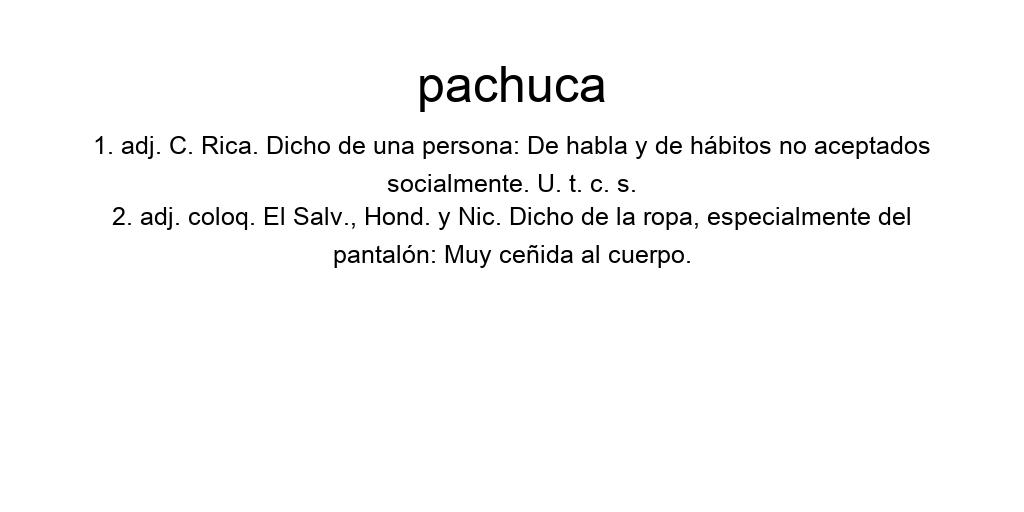 pachuca
1. adj. C. Rica. Dicho de una persona: De habla y de hábitos no aceptados
socialmente. U. t. c. s.
2. adj. coloq. El Salv., Hond. y Nic. Dicho de la ropa, especialmente del
pantalón: Muy ceñida al cuerpo.